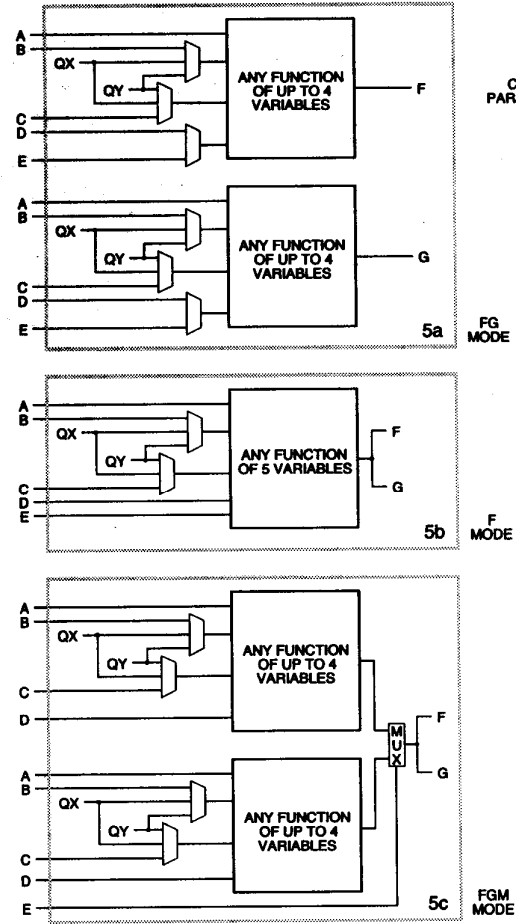 A
B
QX
QY
C
D
E
ANY FUNCTION
OF UP TO 4
VARIABLES
F
C
PAR
A
B
QX
QY
C
D
E
ANY FUNCTION
OF UP TO 4
VARIABLES
G
5a
FG
MODE
A
B
QX
QY
C
D
E
ANY FUNCTION
OF 5 VARIABLES
F
G
5b
F
MODE
A
B
QX
QY
C
D
ANY FUNCTION
OF UP TO 4
VARIABLES
MUX
F
G
A
B
QX
QY
C
D
E
ANY FUNCTION
OF UP TO 4
VARIABLES
5c
FGM
MODE